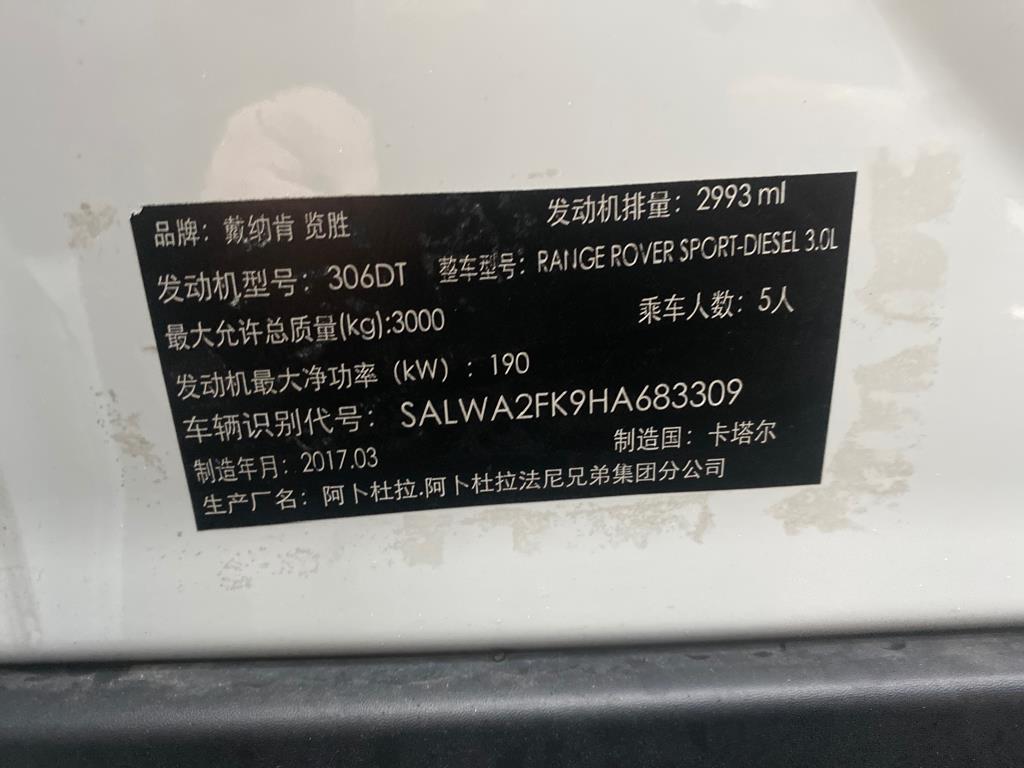 品牌：戴纳肯 览胜 发动机排量：2993 ml
发动机型号：306DT 整车型号：RANGE ROVER SPORT-DIESEL 3.0L
最大允许总质量(kg):3000 乘车人数：5人
发动机最大净功率（kW）：190
车辆识别代号：SALWA2FK9HA683309
制造年月：2017.03 制造国：卡塔尔
生产厂名：阿卜杜拉.阿卜杜拉法尼兄弟集团分公司